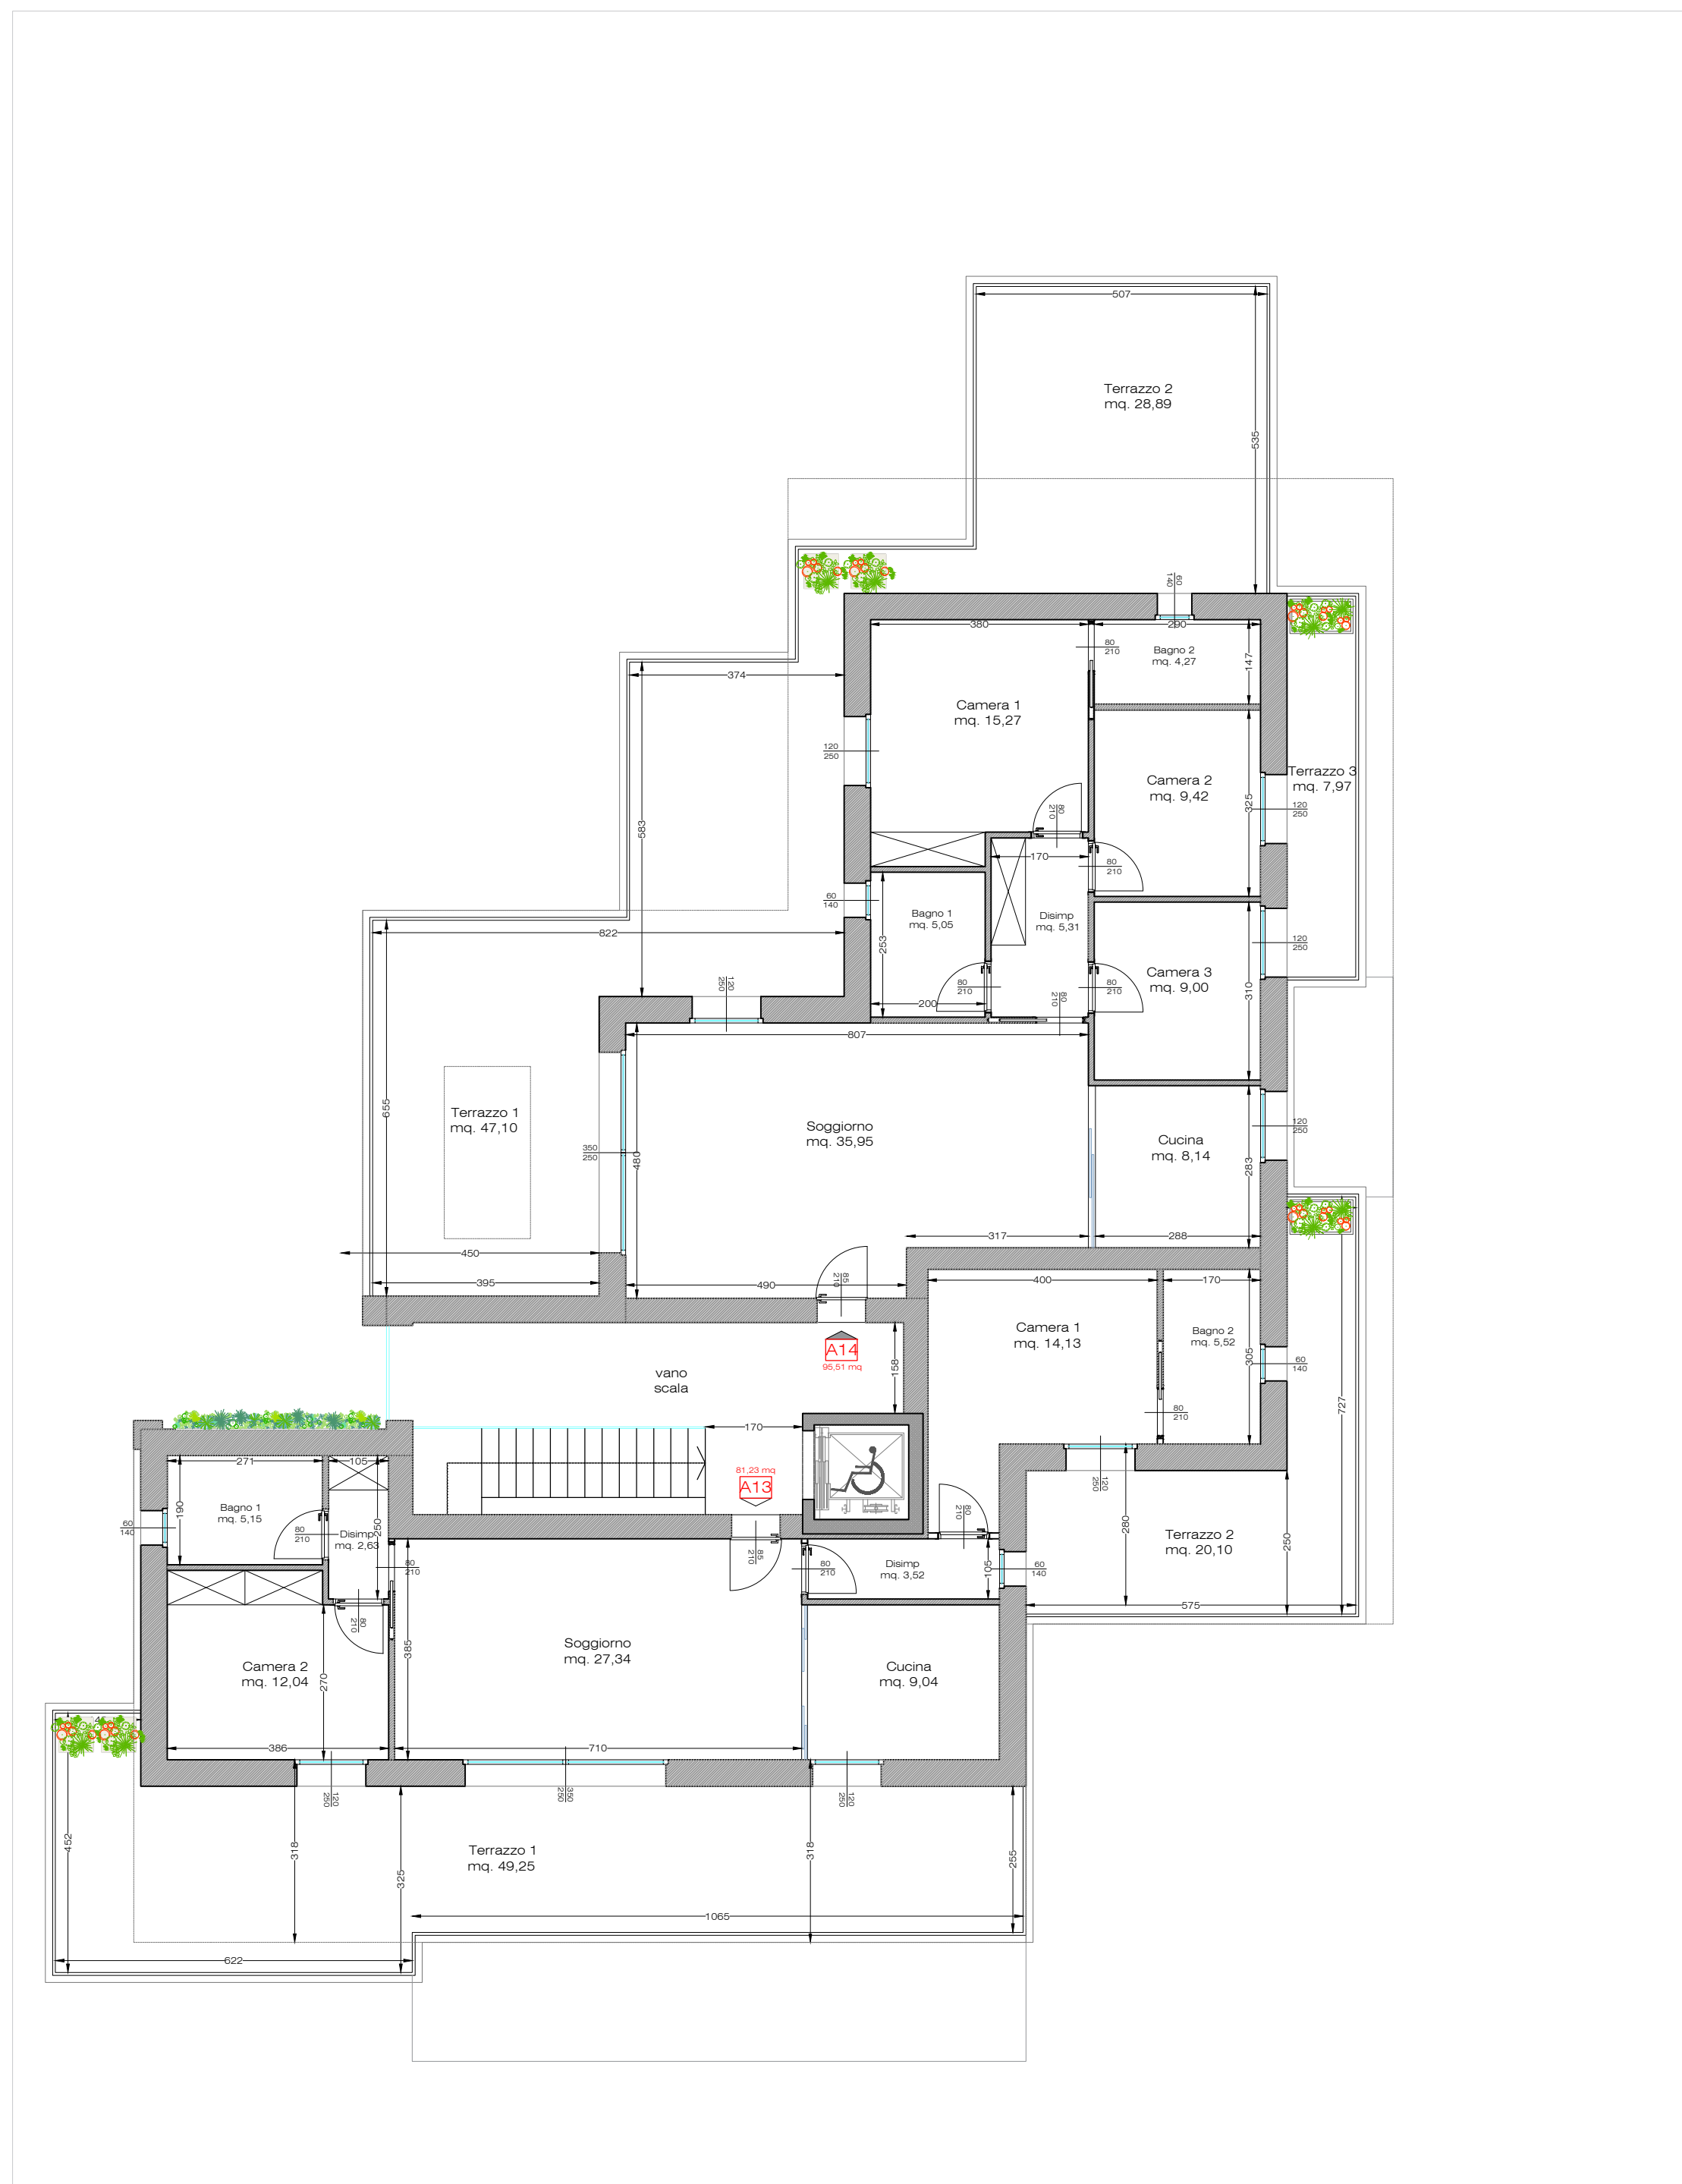 507
535
Terrazzo 2
mq. 28,89
60
140
374
380
290
80
210
Bagno 2
mq. 4,27
147
Camera 1
mq. 15,27
120
250
Camera 2
mq. 9,42
325
Terrazzo 3
mq. 7,97
120
250
583
80
210
170
80
210
60
140
Bagno 1
mq. 5,05
Disimp
mq. 5,31
822
253
120
250
Camera 3
mq. 9,00
310
120
250
80
210
200
80
210
80
210
807
655
Terrazzo 1
mq. 47,10
Soggiorno
mq. 35,95
Cucina
mq. 8,14
120
250
350
250
480
283
450
395
317
288
490
85
210
400
170
A14
95,51 mq
158
Camera 1
mq. 14,13
Bagno 2
mq. 5,52
305
60
140
vano
scala
727
80
210
170
81,23 mq
A13
120
250
271
105
190
Bagno 1
mq. 5,15
60
140
80
210
Disimp
mq. 2,63
250
80
210
85
210
80
210
Disimp
mq. 3,52
80
210
105
60
140
280
Terrazzo 2
mq. 20,10
250
575
80
210
385
Soggiorno
mq. 27,34
Camera 2
mq. 12,04
270
Cucina
mq. 9,04
386
710
120
250
350
250
120
250
452
318
325
Terrazzo 1
mq. 49,25
318
255
1065
622